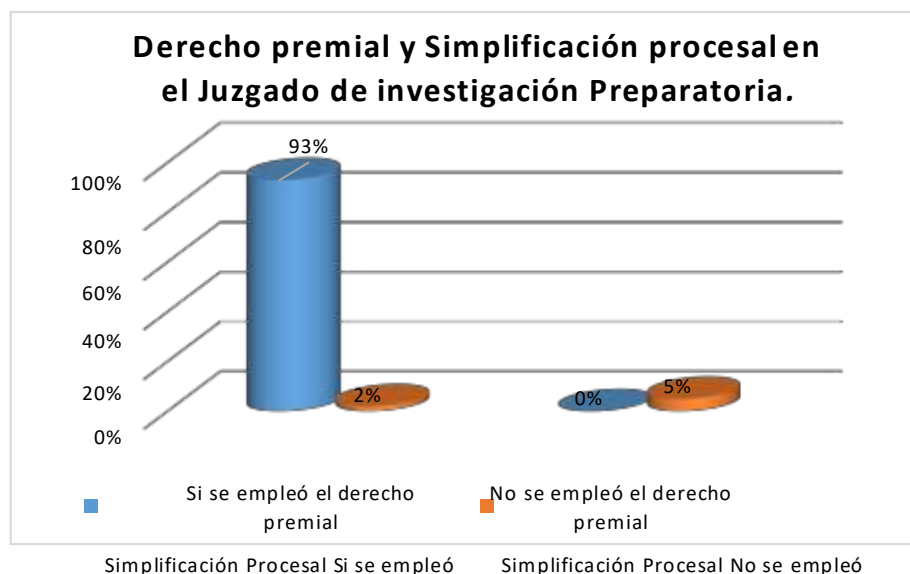 Derecho premial y Simplificación procesal en
el Juzgado de investigación Preparatoria.
93%
100%
80%
60%
40%
20%
0%
2%
0%
5%
Si se empleó el derecho
premial
No se empleó el derecho
premial
Simplificación Procesal Si se empleó
Simplificación Procesal No se empleó